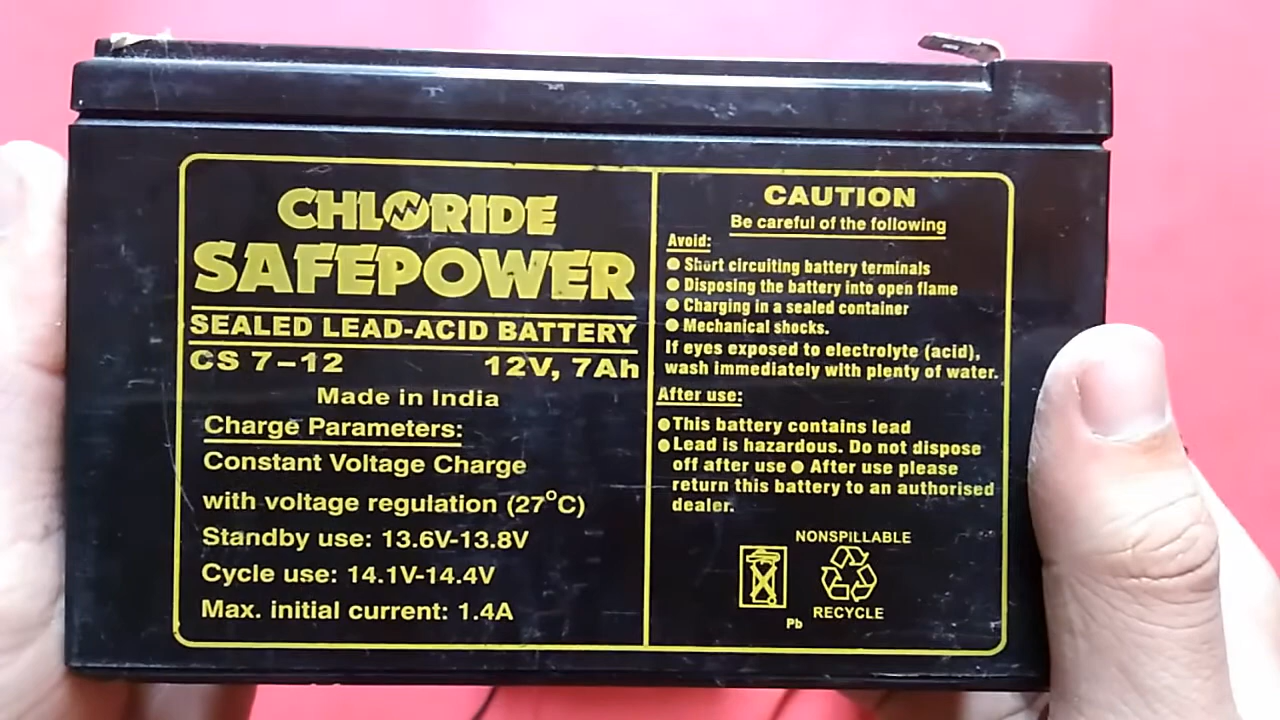 CHLORIDE
SAFEPOWER
SEALED LEAD-ACID BATTERY
CS 7-12 12V, 7Ah
Made in India
Charge Parameters:
Constant Voltage Charge
with voltage regulation (27°C)
Standby use: 13.6V-13.8V
Cycle use: 14.1V-14.4V
Max. initial current: 1.4A
CAUTION
Be careful of the following
Avoid:
● Short circuiting battery terminals
● Disposing the battery into open flame
● Charging in a sealed container
● Mechanical shocks.
If eyes exposed to electrolyte (acid),
wash immediately with plenty of water.
After use:
● This battery contains lead
● Lead is hazardous. Do not dispose
off after use ● After use please
return this battery to an authorised
dealer.
NONSPILLABLE
RECYCLE
Pb